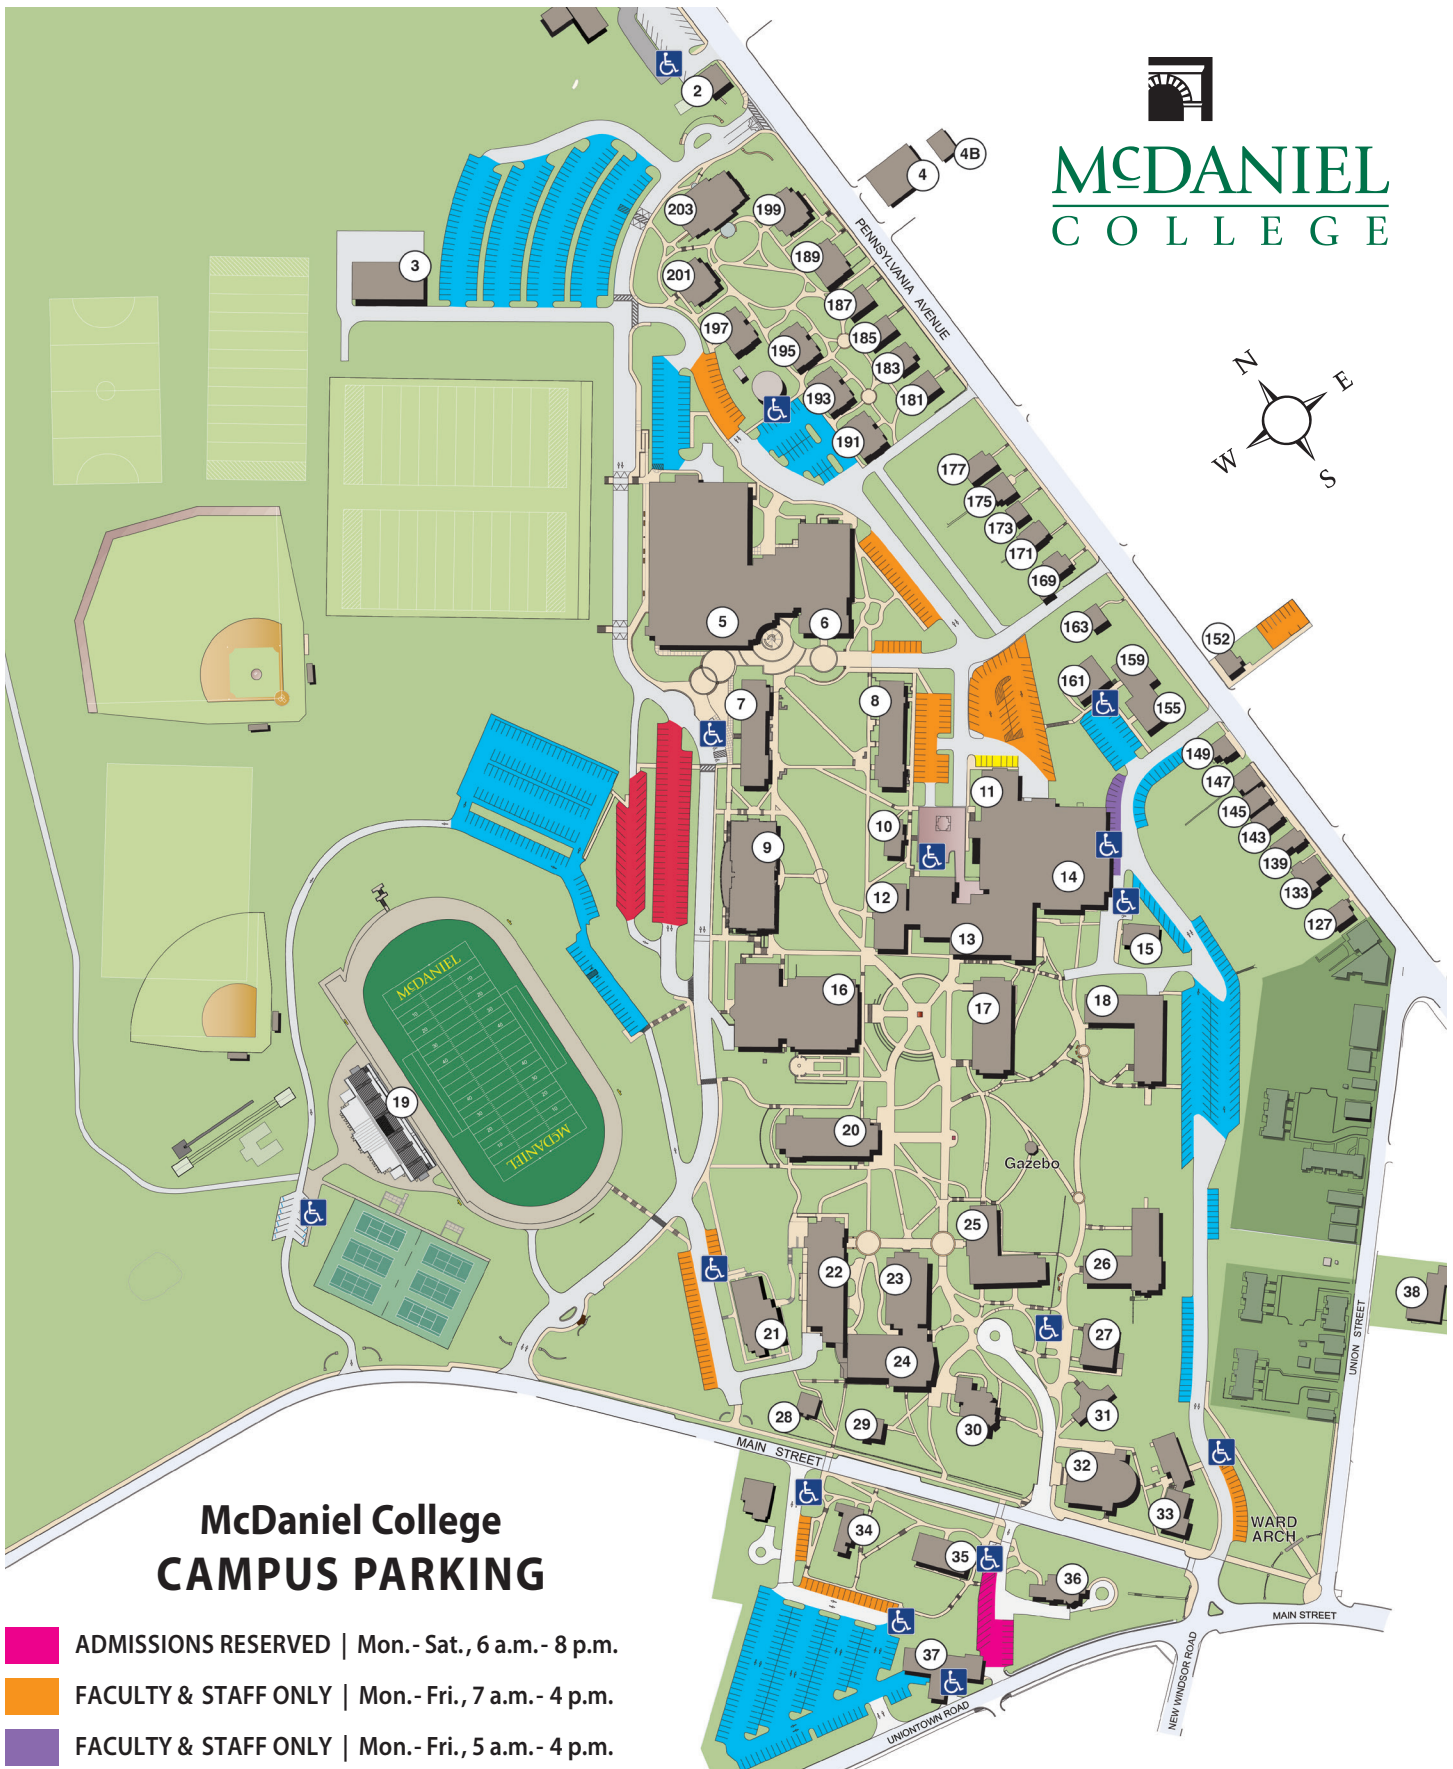 McDANIEL
COLLEGE
2
4B
4
203
199
3
189
201
187
PENNSYLVANIA AVENUE
197
185
195
183
193
181
191
N
E
W
S
177
175
173
171
169
5
6
163
152
159
161
155
7
8
149
147
11
145
10
143
9
139
14
133
12
127
13
15
McDANIEL
16
17
18
19
20
McDANIEL
Gazebo
25
22
23
26
38
21
24
27
UNION STREET
28
29
30
31
MAIN STREET
32
33
34
35
36
WARD
ARCH
37
MAIN STREET
UNIONTOWN ROAD
NEW WINDSOR ROAD
McDaniel College
CAMPUS PARKING
ADMISSIONS RESERVED | Mon.- Sat., 6 a.m.- 8 p.m.
FACULTY & STAFF ONLY | Mon.- Fri., 7 a.m.- 4 p.m.
FACULTY & STAFF ONLY | Mon.- Fri., 5 a.m.- 4 p.m.